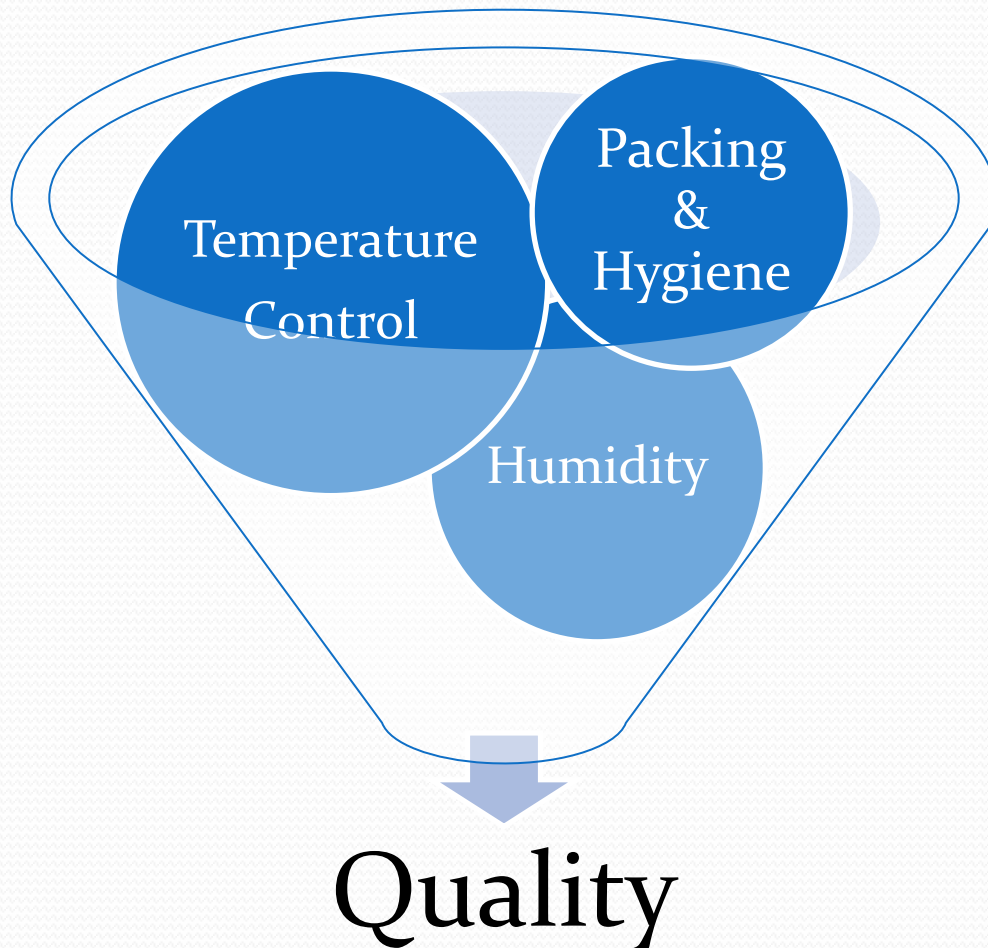 Temperature
Control
Packing
&
Hygiene
Humidity
Quality